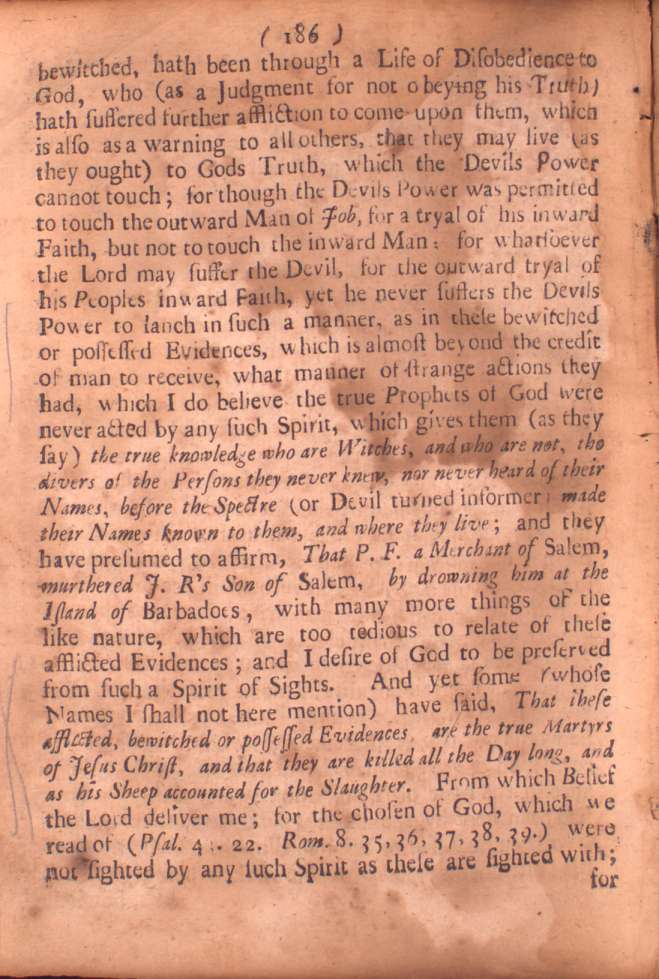 ( 186 )
bewitched, hath been through a Life of Diſobedience to
God, who (as a Judgment for not obeying his Truth)
hath ſuffered further affliction to come upon them, which
is alſo as a warning to all others, that they may live (as
they ought) to Gods Truth, which the Devils Power
cannot touch; for though the Devils Power was permitted
to touch the outward Man of Job, for a tryal of his inward
Faith, but not to touch the inward Man: for whatſoever
the Lord may ſuffer the Devil, for the outward tryal of
his Peoples inward Faith, yet he never ſuffers the Devils
Power to lanch in ſuch a manner, as in theſe bewitched
or poſſeſſed Evidences, which is almoſt beyond the credit
of man to receive, what manner of ſtrange actions they
had, which I do believe the true Prophets of God were
never acted by any ſuch Spirit, which gives them (as they
ſay) the true knowledge who are Witches, and who are not, tho
divers of the Perſons they never knew, nor never heard of their
Names, before the Spectre (or Devil turned informer) made
their Names known to them, and where they live; and they
have preſumed to affirm, That P. F. a Merchant of Salem,
murthered J. R's Son of Salem, by drowning him at the
Iſland of Barbadoes, with many more things of the
like nature, which are too tedious to relate of theſe
afflicted Evidences; and I deſire of God to be preſerved
from ſuch a Spirit of Sights. And yet ſome (whoſe
Names I ſhall not here mention) have ſaid, That theſe
afflicted, bewitched or poſſeſſed Evidences, are the true Martyrs
of Jeſus Chriſt, and that they are killed all the Day long, and
as his Sheep accounted for the Slaughter. From which Belief
the Lord deliver me; for the choſen of God, which we
read of (Pſal. 22. Rom. 8. 35, 36, 37, 38, 39.) were
not ſighted by any ſuch Spirit as theſe are ſighted with;
for